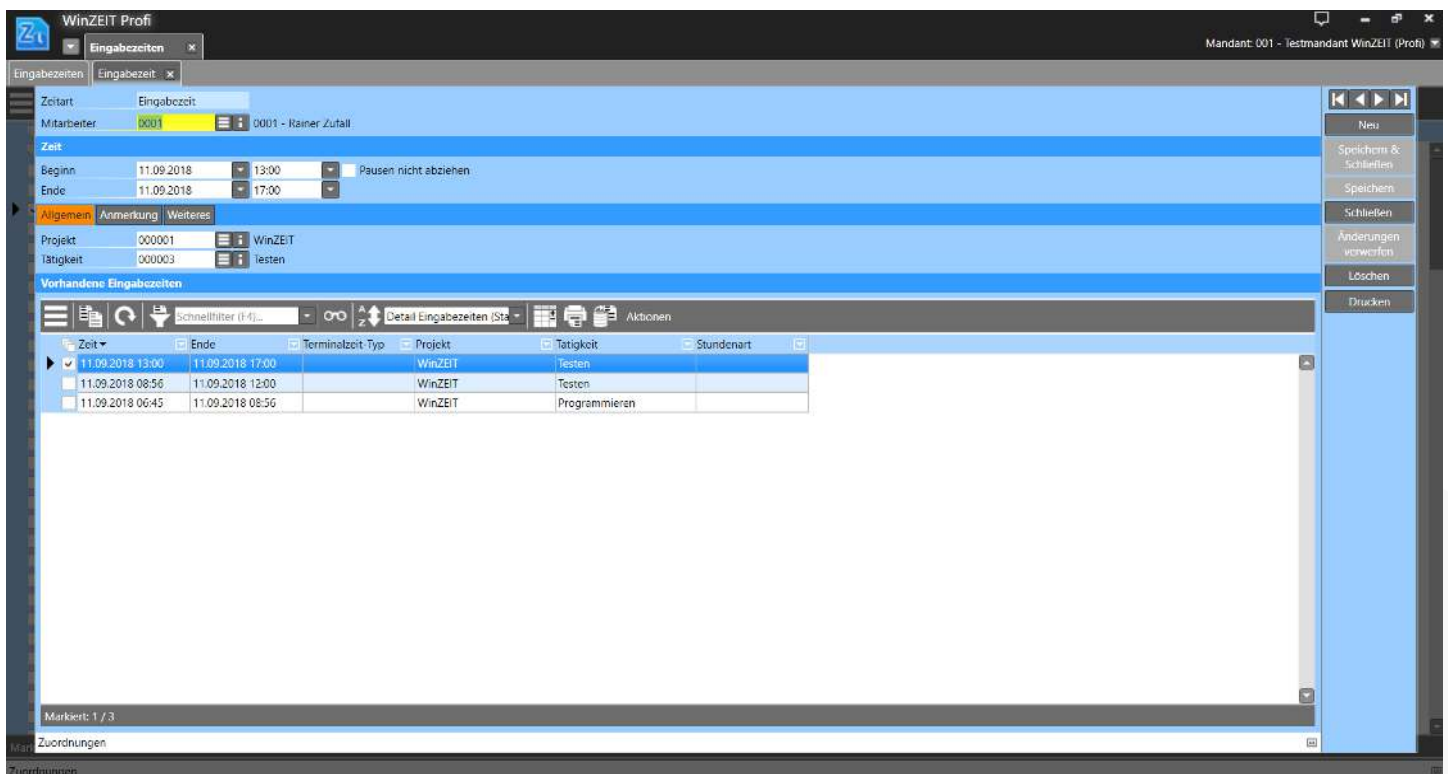 WinZEIT Profi
Eingabezeiten
Mandant: 001 - Testmandant WinZEIT (Profi)
Eingabezeiten Eingabezeit
Zeitart Eingabezeit
Mitarbeiter 0001 0001 - Rainer Zufall
Zeit
Beginn 11.09.2018 13:00 Pausen nicht abziehen
Ende 11.09.2018 17:00
Allgemein Anmerkung Weiteres
Projekt 000001 WinZEIT
Tätigkeit 000003 Testen
Vorhandene Eingabezeiten
Schnellfilter (F4)... Detail Eingabezeiten (Sta Aktionen
Zeit Ende Terminalzeit-Typ Projekt Tätigkeit Stundenart
11.09.2018 13:00 11.09.2018 17:00 WinZEIT Testen
11.09.2018 08:56 11.09.2018 12:00 WinZEIT Testen
11.09.2018 06:45 11.09.2018 08:56 WinZEIT Programmieren
Markiert: 1 / 3
Zuordnungen
Neu
Speichern &
Schließen
Speichern
Schließen
Änderungen
verwerfen
Löschen
Drucken
Mark
Zuordnungen